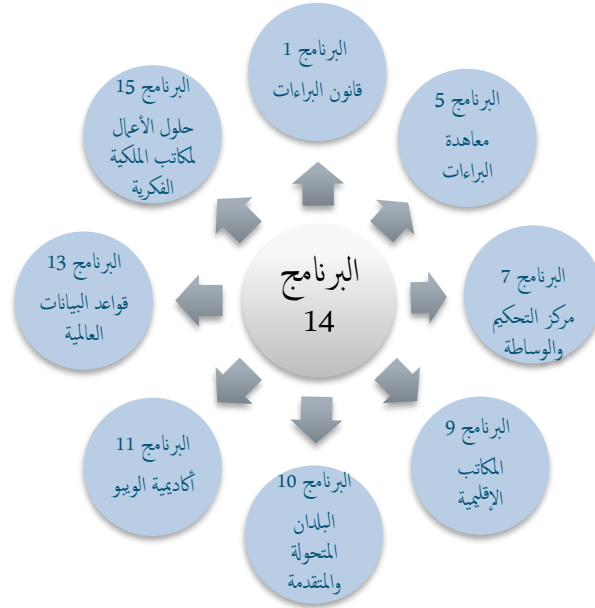 البرنامج 1
قانون البراءات
البرنامج 5
معاهدة
البراءات
البرنامج 7
مركز التحكيم
والوساطة
البرنامج 9
المكاتب
الإقليمية
البرنامج 10
البلدان
المتحولة
والمتقدمة
البرنامج 11
أكاديمية الويبو
البرنامج 13
قواعد البيانات
العالمية
البرنامج 15
حلول الأعمال
لمكاتب الملكية
الفكرية
البرنامج
14